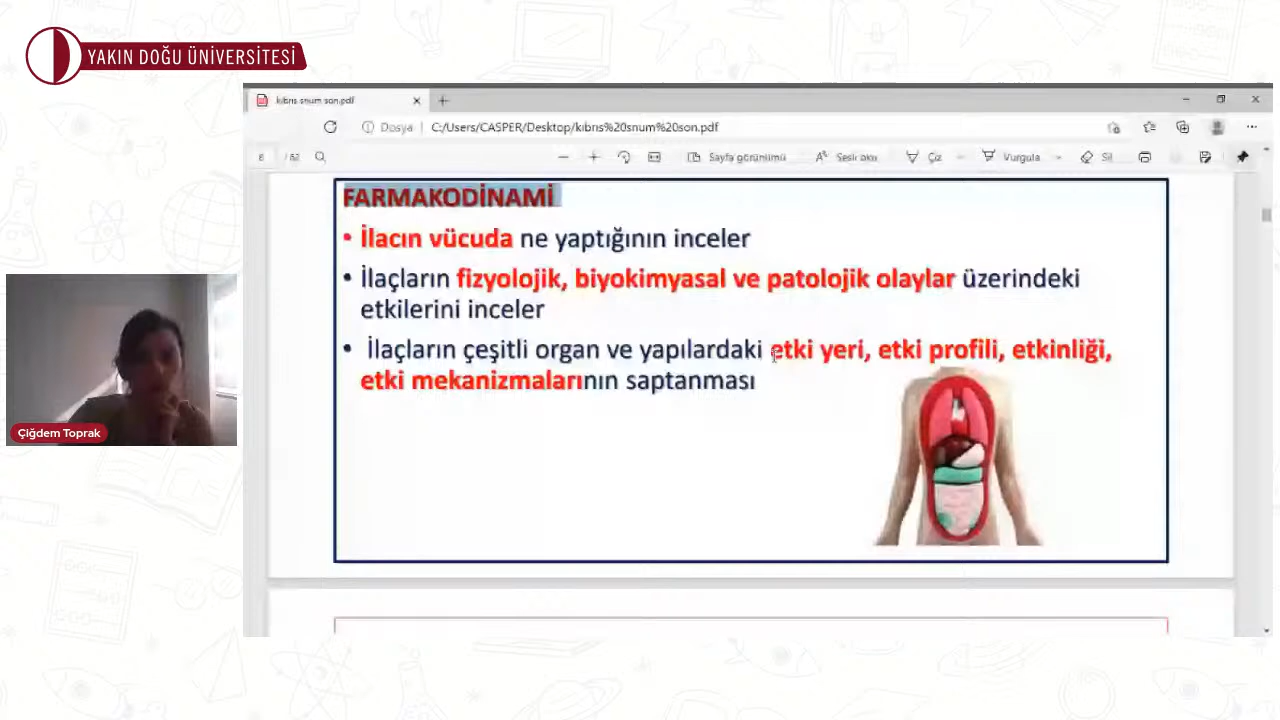 YAKIN DOĞU ÜNİVERSİTESİ
kıbrıs snum son.pdf
Dosya C:/Users/CASPER/Desktop/kıbrıs%20snum%20son.pdf
/ 62 Sayfa görünümü Sesli oku Çiz Vurgula Sil
FARMAKODİNAMİ
• İlacın vücuda ne yaptığının inceler
• İlaçların fizyolojik, biyokimyasal ve patolojik olaylar üzerindeki
etkilerini inceler
• İlaçların çeşitli organ ve yapılardaki etki yeri, etki profili, etkinliği,
etki mekanizmalarının saptanması
Çiğdem Toprak